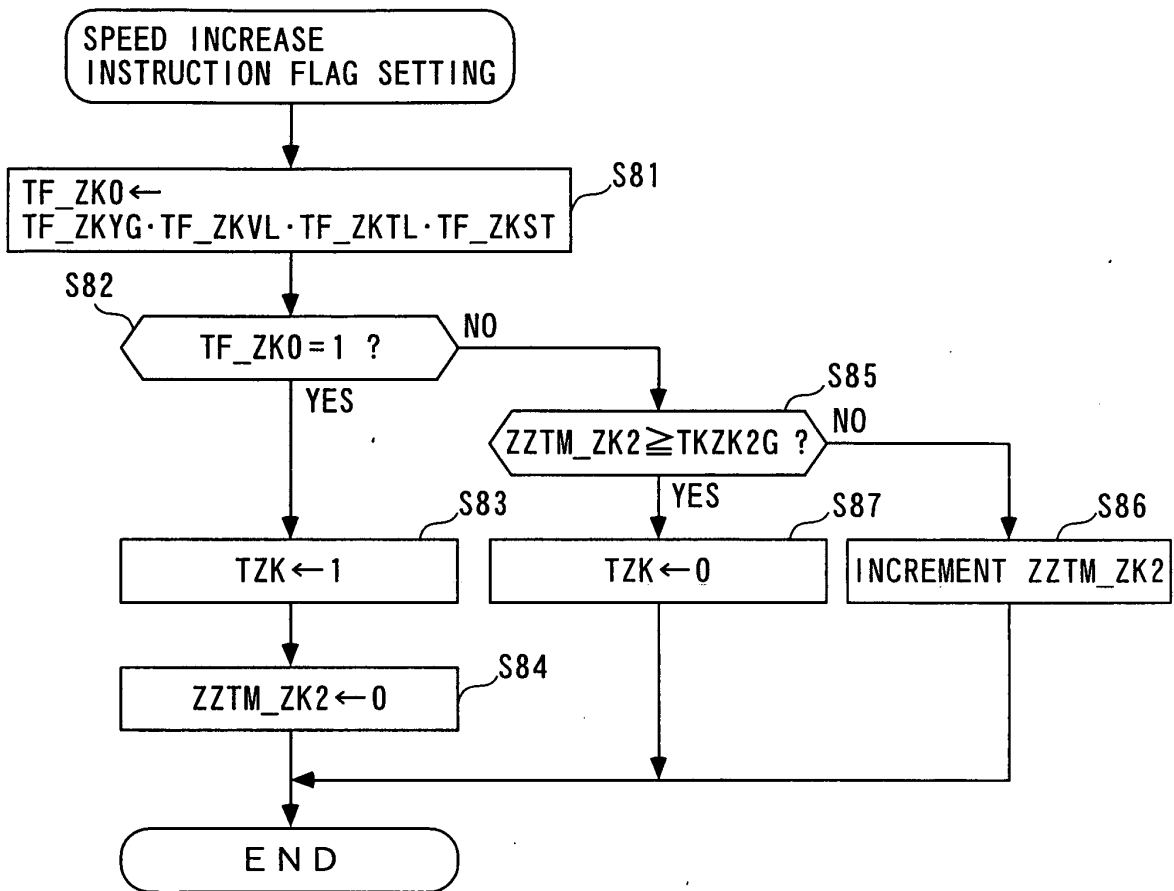 SPEED INCREASE
INSTRUCTION FLAG SETTING
S81
TF_ZK0←
TF_ZKYG·TF_ZKVL·TF_ZKTL·TF_ZKST
S82
TF_ZK0=1 ?
NO
YES
S85
ZZTM_ZK2≧TKZK2G ?
NO
YES
S83
TZK←1
S87
TZK←0
S86
INCREMENT ZZTM_ZK2
S84
ZZTM_ZK2←0
END